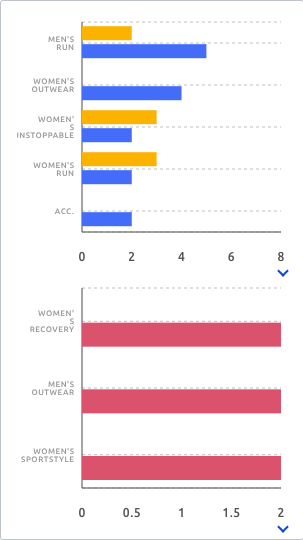 MEN'S
RUN
WOMEN'S
OUTWEAR
WOMEN'
S
INSTOPPABLE
WOMEN'S
RUN
ACC.
0 2 4 6 8
WOMEN'
S
RECOVERY
MEN'S
OUTWEAR
WOMEN'S
SPORTSTYLE
0 0.5 1 1.5 2